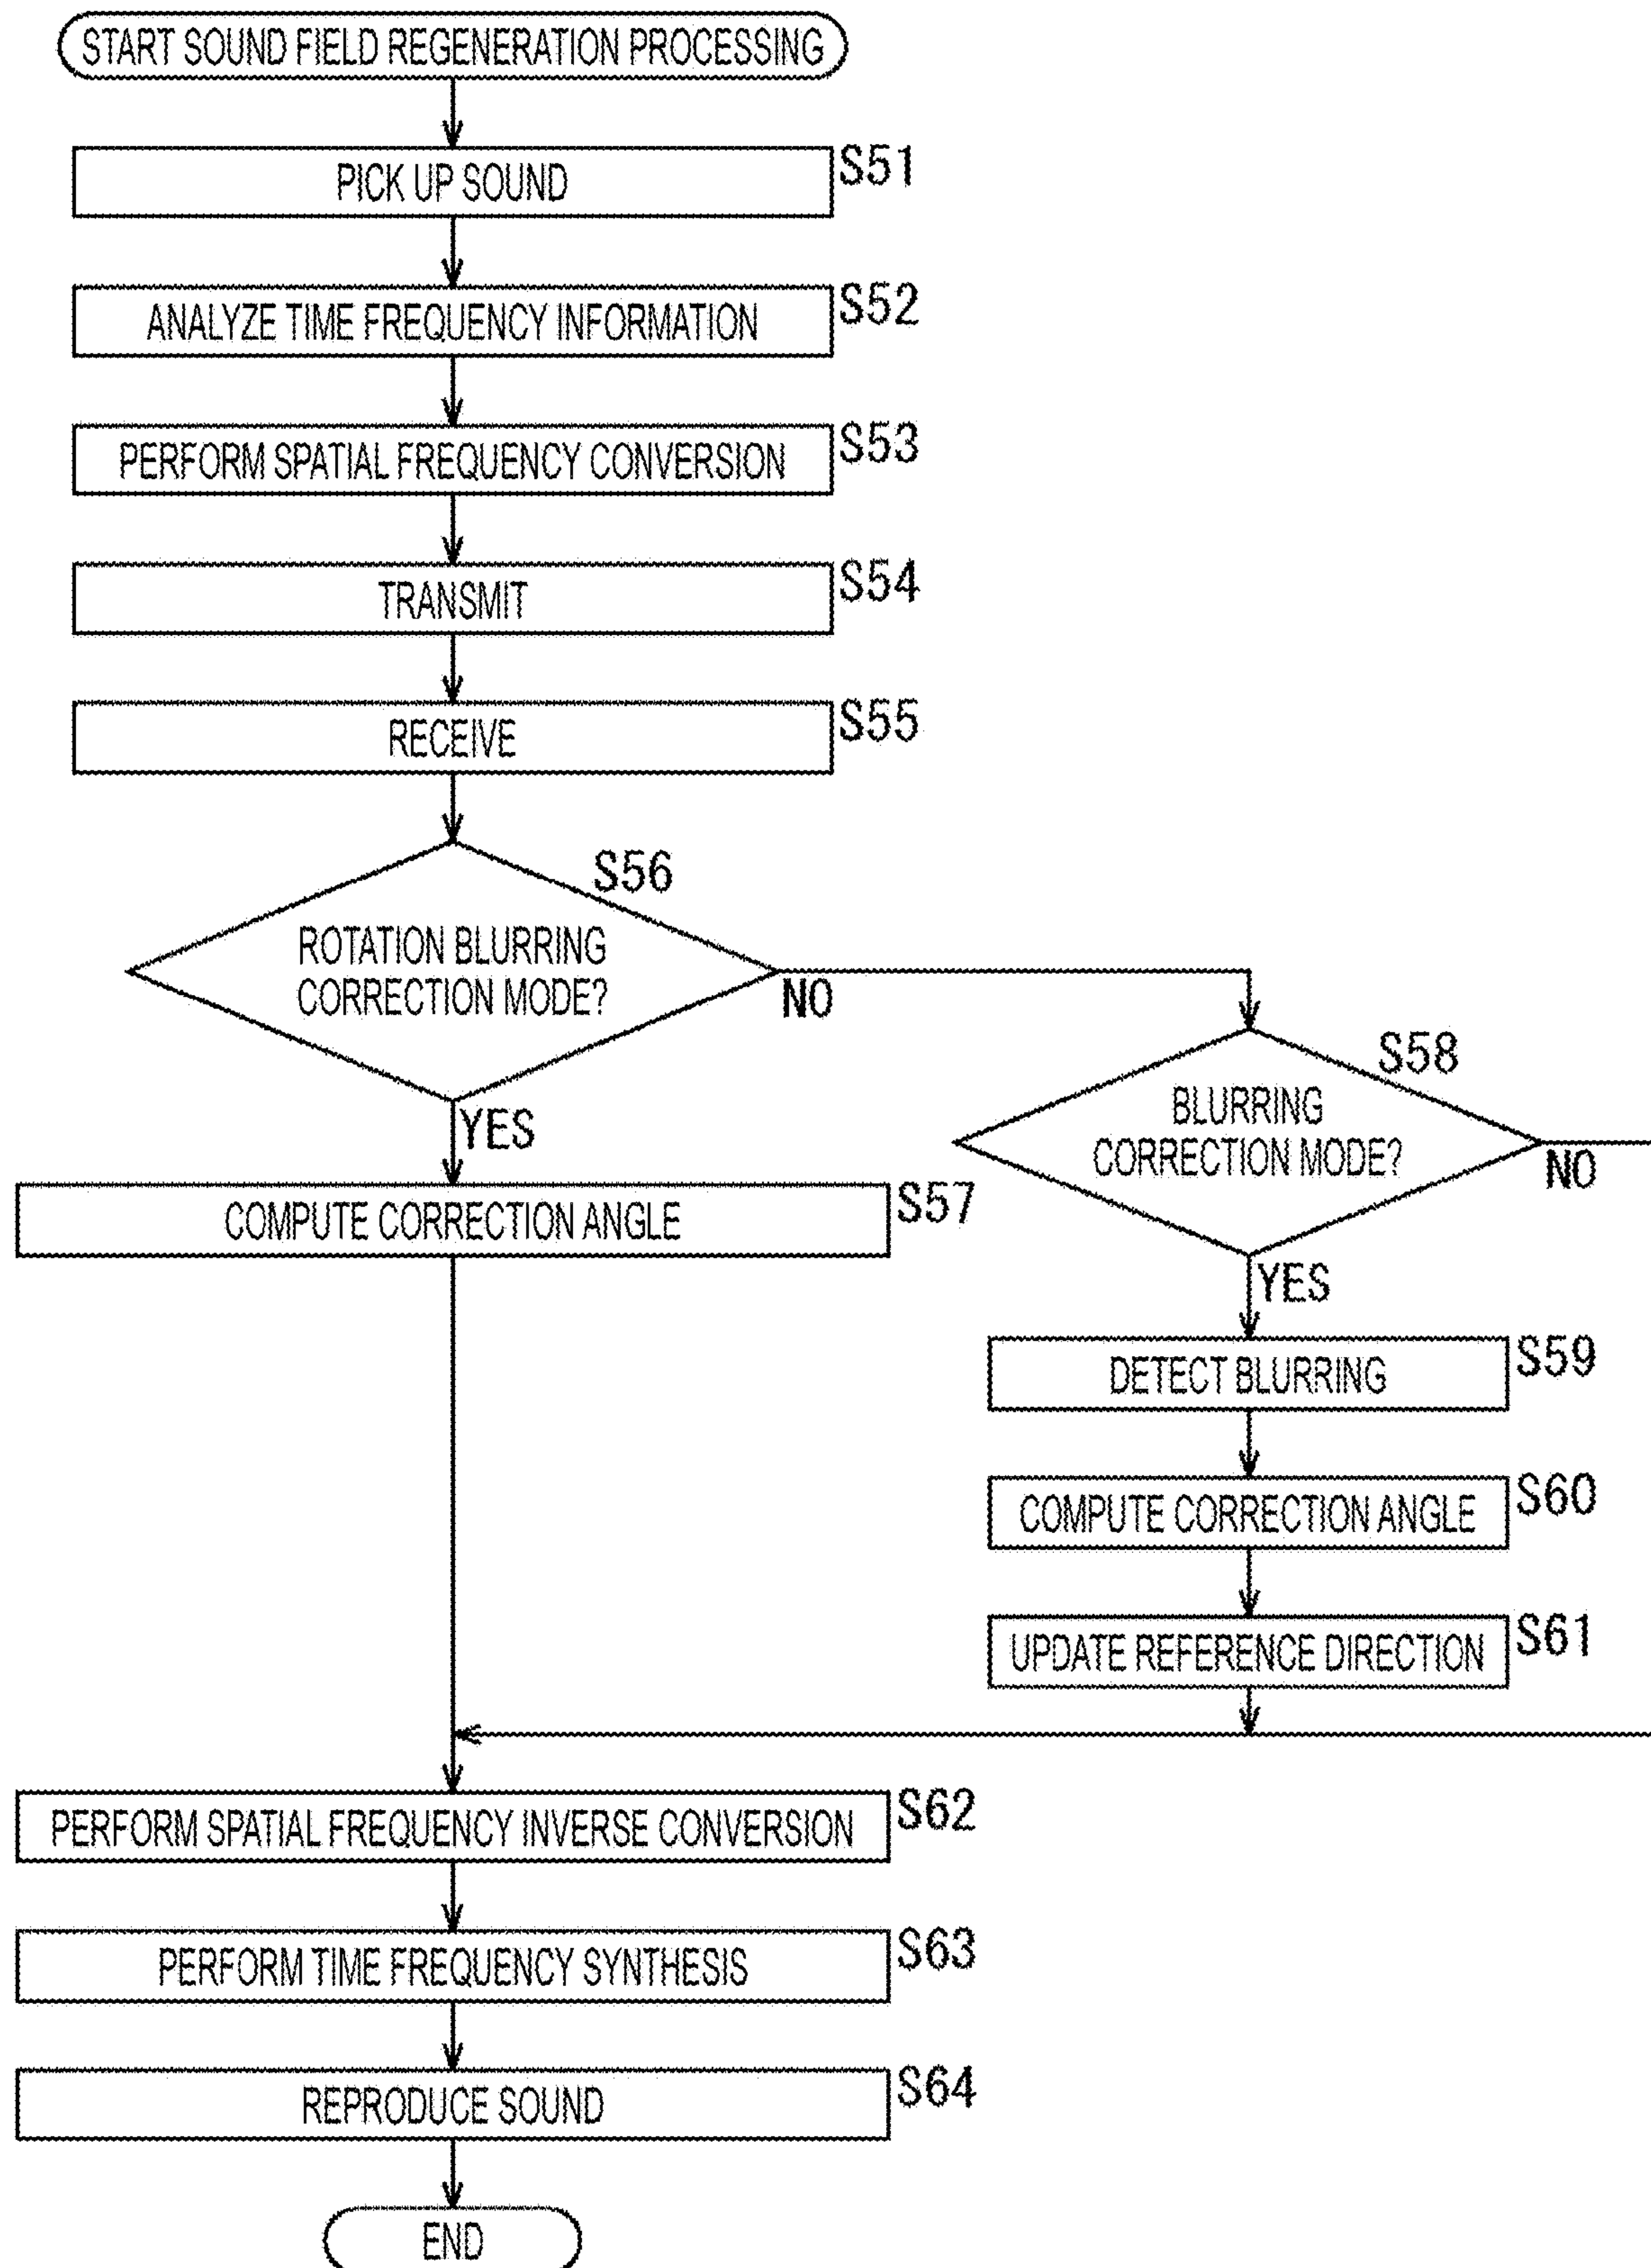 START SOUND FIELD REGENERATION PROCESSING
PICK UP SOUND
S51
ANALYZE TIME FREQUENCY INFORMATION
S52
PERFORM SPATIAL FREQUENCY CONVERSION
S53
TRANSMIT
S54
RECEIVE
S55
S56
ROTATION BLURRING
CORRECTION MODE?
NO
YES
COMPUTE CORRECTION ANGLE
S57
S58
BLURRING
CORRECTION MODE?
NO
YES
DETECT BLURRING
S59
COMPUTE CORRECTION ANGLE
S60
UPDATE REFERENCE DIRECTION
S61
PERFORM SPATIAL FREQUENCY INVERSE CONVERSION
S62
PERFORM TIME FREQUENCY SYNTHESIS
S63
REPRODUCE SOUND
S64
END